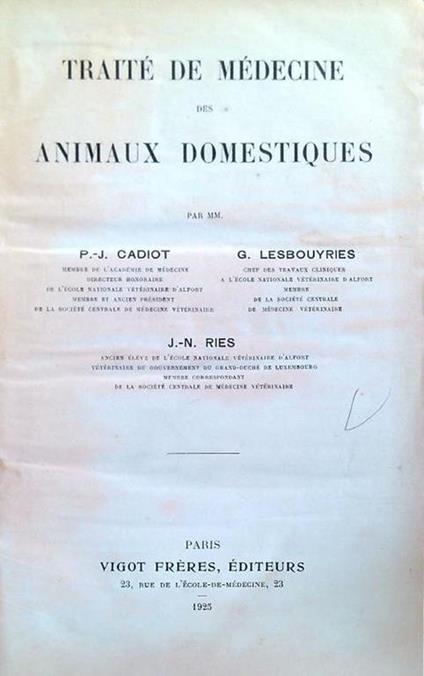 TRAITÉ DE MÉDECINE
DES
ANIMAUX DOMESTIQUES
PAR MM.
P.-J. CADIOT
MEMBRE DE L'ACADÉMIE DE MÉDECINE
DIRECTEUR HONORAIRE
DE L'ÉCOLE NATIONALE VÉTÉRINAIRE D'ALFORT
MEMBRE ET ANCIEN PRÉSIDENT
DE LA SOCIÉTÉ CENTRALE DE MÉDECINE VÉTÉRINAIRE
G. LESBOUYRIES
CHEF DES TRAVAUX CLINIQUES
A L'ÉCOLE NATIONALE VÉTÉRINAIRE D'ALFORT
MEMBRE
DE LA SOCIÉTÉ CENTRALE
DE MÉDECINE VÉTÉRINAIRE
J.-N. RIES
ANCIEN ÉLÈVE DE L'ÉCOLE NATIONALE VÉTÉRINAIRE D'ALFORT
VÉTÉRINAIRE DU GOUVERNEMENT DU GRAND-DUCHÉ DE LUXEMBOURG
MEMBRE CORRESPONDANT
DE LA SOCIÉTÉ CENTRALE DE MÉDECINE VÉTÉRINAIRE
PARIS
VIGOT FRÈRES, ÉDITEURS
23, RUE DE L'ÉCOLE-DE-MÉDECINE, 23
1925